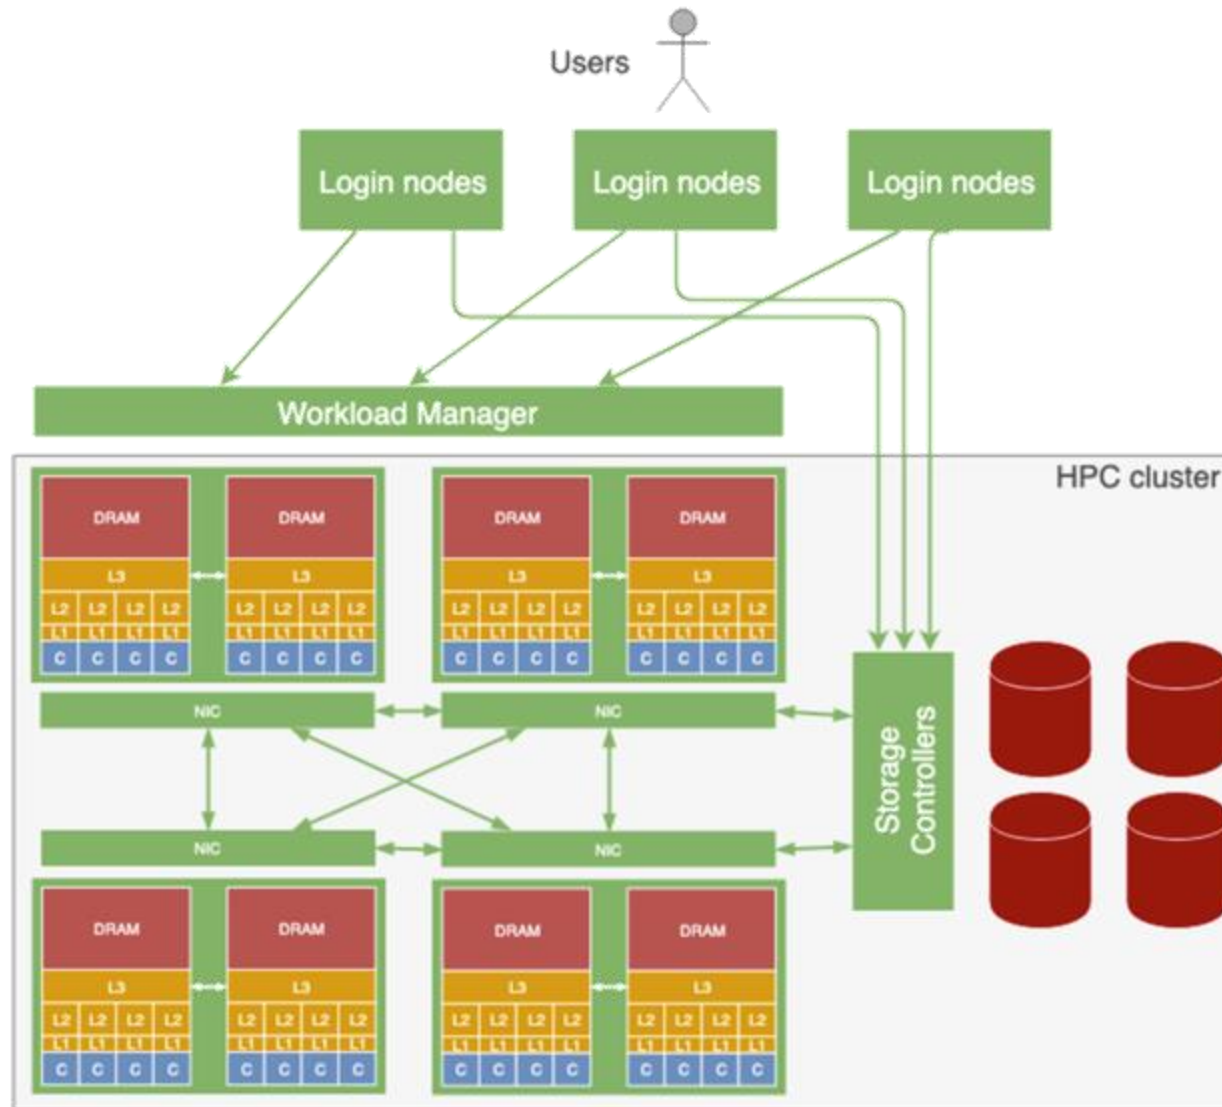 Users
Login nodes Login nodes Login nodes
Workload Manager
HPC cluster
DRAM DRAM DRAM DRAM
L3 L3 L3 L3
L2 L2 L2 L2 L2 L2 L2 L2 L2 L2 L2 L2 L2 L2 L2 L2
L1 L1 L1 L1 L1 L1 L1 L1 L1 L1 L1 L1 L1 L1 L1 L1
C C C C C C C C C C C C C C C C
NIC NIC
Storage
Controllers
NIC NIC
DRAM DRAM DRAM DRAM
L3 L3 L3 L3
L2 L2 L2 L2 L2 L2 L2 L2 L2 L2 L2 L2 L2 L2 L2 L2
L1 L1 L1 L1 L1 L1 L1 L1 L1 L1 L1 L1 L1 L1 L1 L1
C C C C C C C C C C C C C C C C